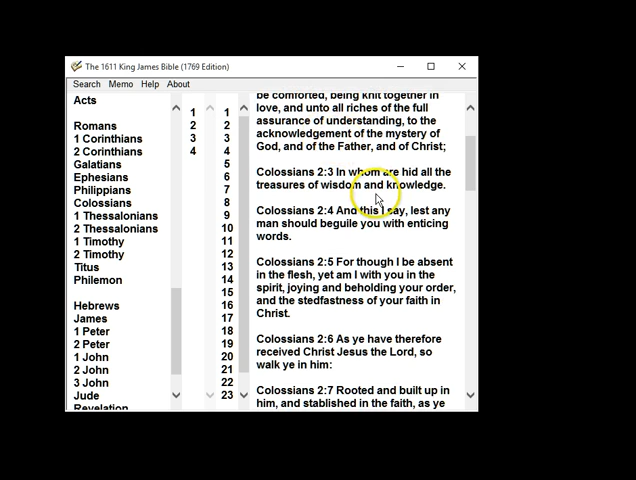 The 1611 King James Bible (1769 Edition)
Search Memo Help About
Acts
Romans
1 Corinthians
2 Corinthians
Galatians
Ephesians
Philippians
Colossians
1 Thessalonians
2 Thessalonians
1 Timothy
2 Timothy
Titus
Philemon
Hebrews
James
1 Peter
2 Peter
1 John
2 John
3 John
Jude
Revelation
1
2
3
4
1
2
3
4
5
6
7
8
9
10
11
12
13
14
15
16
17
18
19
20
21
22
23
be comforted, being knit together in
love, and unto all riches of the full
assurance of understanding, to the
acknowledgement of the mystery of
God, and of the Father, and of Christ;
Colossians 2:3 In whom are hid all the
treasures of wisdom and knowledge.
Colossians 2:4 And this I say, lest any
man should beguile you with enticing
words.
Colossians 2:5 For though I be absent
in the flesh, yet am I with you in the
spirit, joying and beholding your order,
and the stedfastness of your faith in
Christ.
Colossians 2:6 As ye have therefore
received Christ Jesus the Lord, so
walk ye in him:
Colossians 2:7 Rooted and built up in
him, and stablished in the faith, as ye